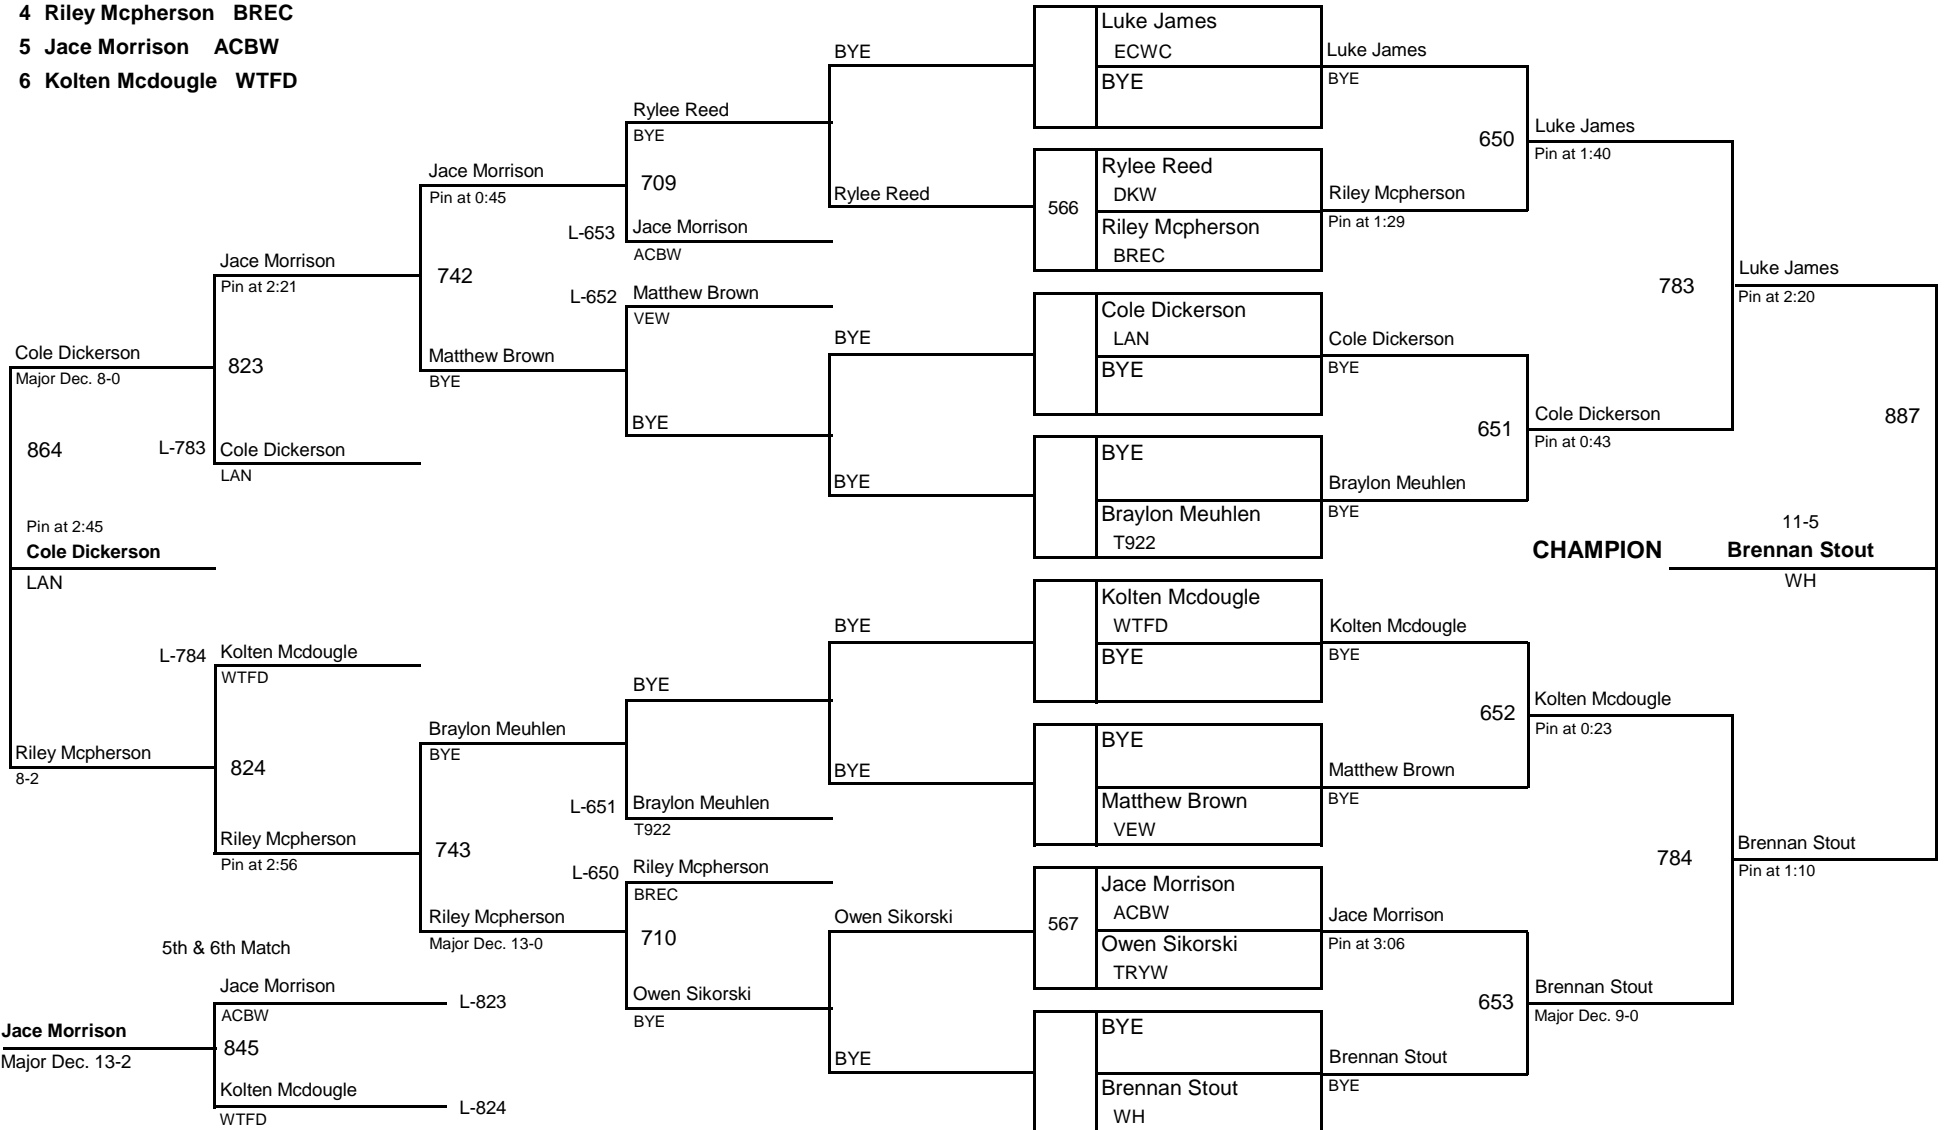 4 Riley Mcpherson BREC
5 Jace Morrison ACBW
6 Kolten Mcdougle WTFD
Cole Dickerson
Major Dec. 8-0
864
Pin at 2:45
Cole Dickerson
LAN
Riley Mcpherson
8-2
5th & 6th Match
Jace Morrison
L-823
ACBW
Jace Morrison
845
Major Dec. 13-2
Kolten Mcdougle
L-824
WTFD
Jace Morrison
Pin at 2:21
823
L-783 Cole Dickerson
LAN
L-784 Kolten Mcdougle
WTFD
824
Riley Mcpherson
Pin at 2:56
Jace Morrison
Pin at 0:45
742
Matthew Brown
BYE
Braylon Meuhlen
BYE
743
Riley Mcpherson
Major Dec. 13-0
Rylee Reed
BYE
709
L-653 Jace Morrison
ACBW
L-652 Matthew Brown
VEW
BYE
BYE
L-651 Braylon Meuhlen
T922
L-650 Riley Mcpherson
BREC
710
Owen Sikorski
BYE
BYE
Rylee Reed
BYE
BYE
BYE
BYE
Owen Sikorski
BYE
Luke James
ECWC
BYE
566
Rylee Reed
DKW
Riley Mcpherson
BREC
Cole Dickerson
LAN
BYE
BYE
Braylon Meuhlen
T922
Kolten Mcdougle
WTFD
BYE
BYE
Matthew Brown
VEW
567
Jace Morrison
ACBW
Owen Sikorski
TRYW
BYE
Brennan Stout
WH
Luke James
BYE
650
Riley Mcpherson
Pin at 1:29
Cole Dickerson
BYE
651
Braylon Meuhlen
BYE
Kolten Mcdougle
BYE
652
Matthew Brown
BYE
Jace Morrison
Pin at 3:06
653
Brennan Stout
BYE
Luke James
Pin at 1:40
783
Cole Dickerson
Pin at 0:43
Kolten Mcdougle
Pin at 0:23
784
Brennan Stout
Major Dec. 9-0
Luke James
Pin at 2:20
887
11-5
CHAMPION Brennan Stout
WH
Brennan Stout
Pin at 1:10